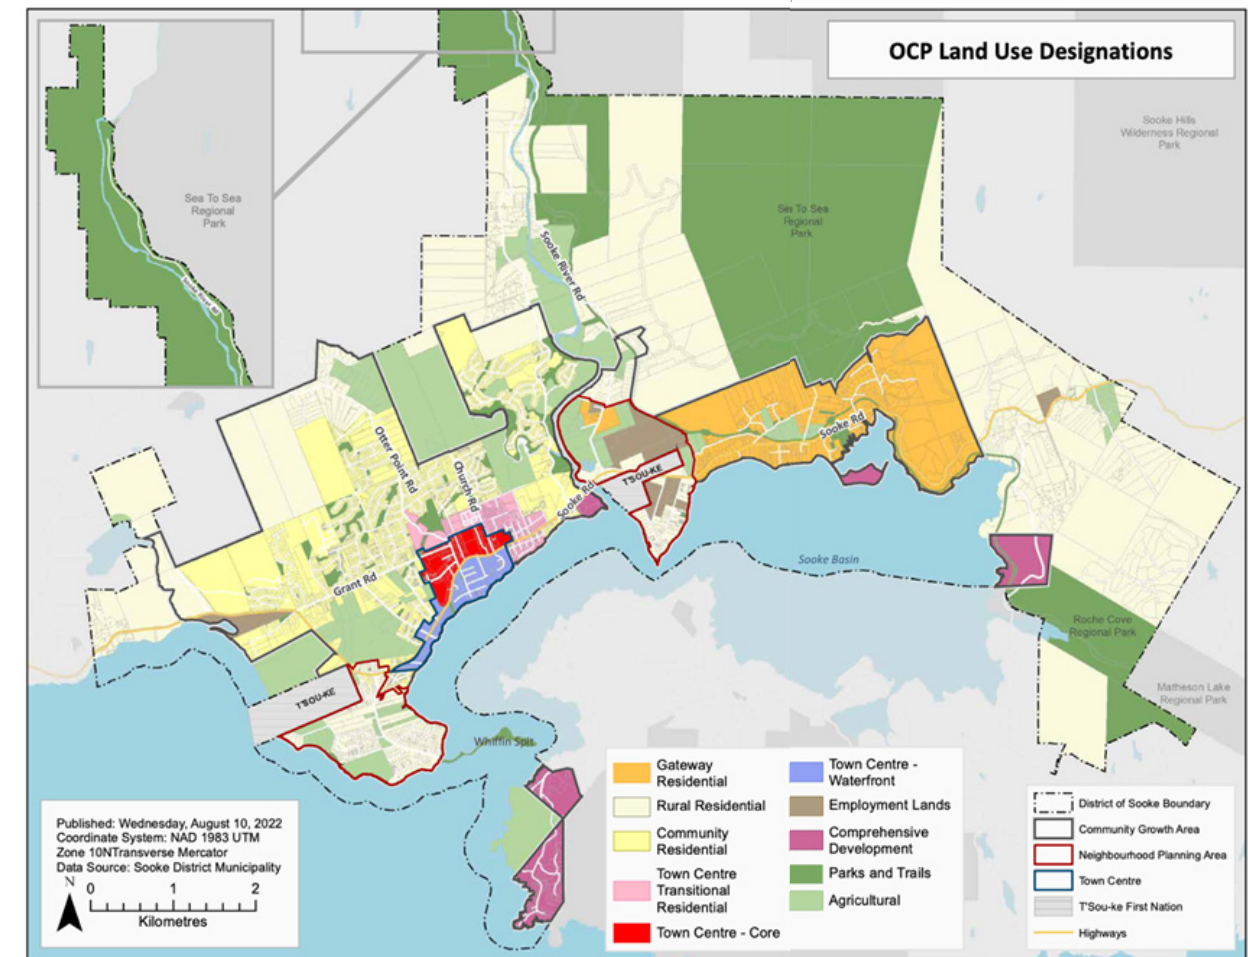 OCP Land Use Designations
Sooke Hills
Wilderness Regional
Park
Sea To Sea
Regional
Park
Sea To Sea
Regional
Park
Sooke River Rd
Sooke River Rd
Otter Point Rd
Church Rd
Sooke Rd
Sooke Rd
T'SOU-KE
Grant Rd
Sooke Basin
Roche Cove
Regional Park
Matheson Lake
Regional Park
T'SOU-KE
Whiffin Spit
Gateway
Residential
Rural Residential
Community
Residential
Town Centre
Transitional
Residential
Town Centre - Core
Town Centre -
Waterfront
Employment Lands
Comprehensive
Development
Parks and Trails
Agricultural
District of Sooke Boundary
Community Growth Area
Neighbourhood Planning Area
Town Centre
T'Sou-ke First Nation
Highways
Published: Wednesday, August 10, 2022
Coordinate System: NAD 1983 UTM
Zone 10NTransverse Mercator
Data Source: Sooke District Municipality
N
0 1 2
Kilometres